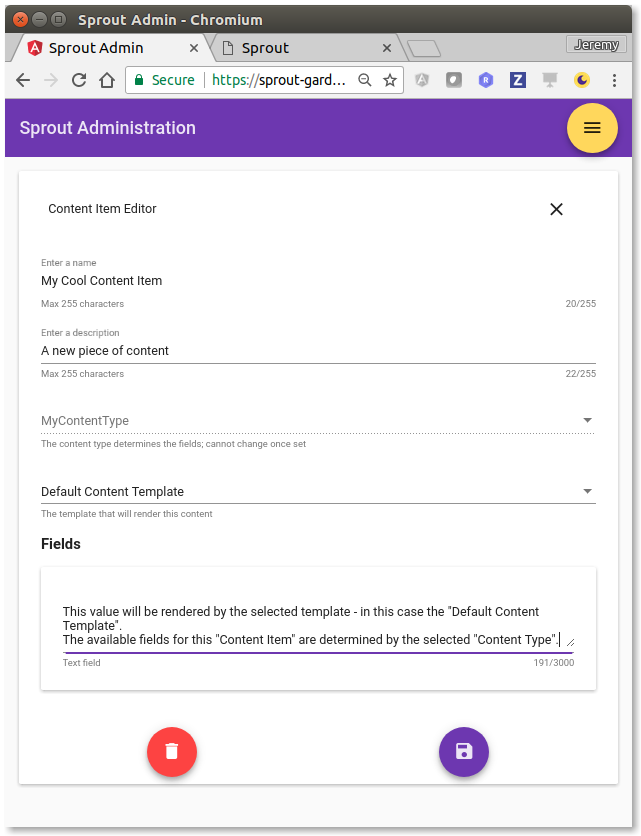 Sprout Admin - Chromium
Sprout Admin
Sprout
Jeremy
Secure
https://sprout-gard...
R
Z
Sprout Administration
Content Item Editor
Enter a name
My Cool Content Item
Max 255 characters
20/255
Enter a description
A new piece of content
Max 255 characters
22/255
MyContentType
The content type determines the fields; cannot change once set
Default Content Template
The template that will render this content
Fields
This value will be rendered by the selected template - in this case the "Default Content
Template".
The available fields for this "Content Item" are determined by the selected "Content Type".
Text field
191/3000